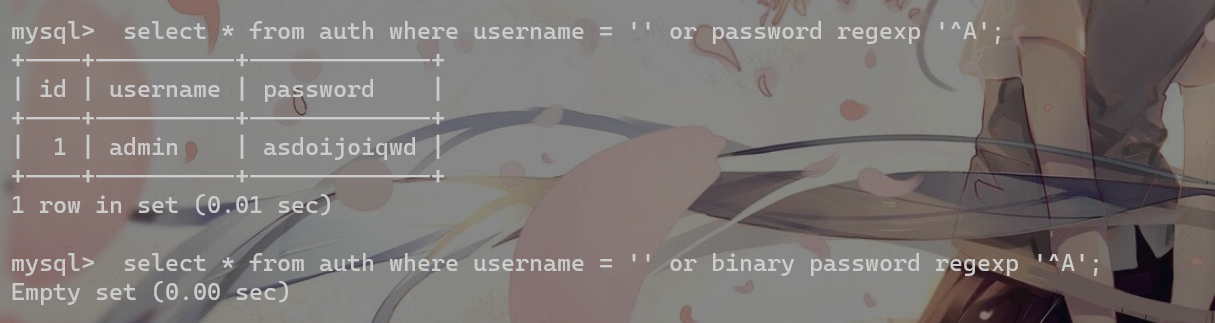 mysql>  select * from auth where username = '' or password regexp '^A';
+----+----------+-------------+
| id | username | password    |
+----+----------+-------------+
|  1 | admin    | asdoijoiqwd |
+----+----------+-------------+
1 row in set (0.01 sec)
mysql>  select * from auth where username = '' or binary password regexp '^A';
Empty set (0.00 sec)